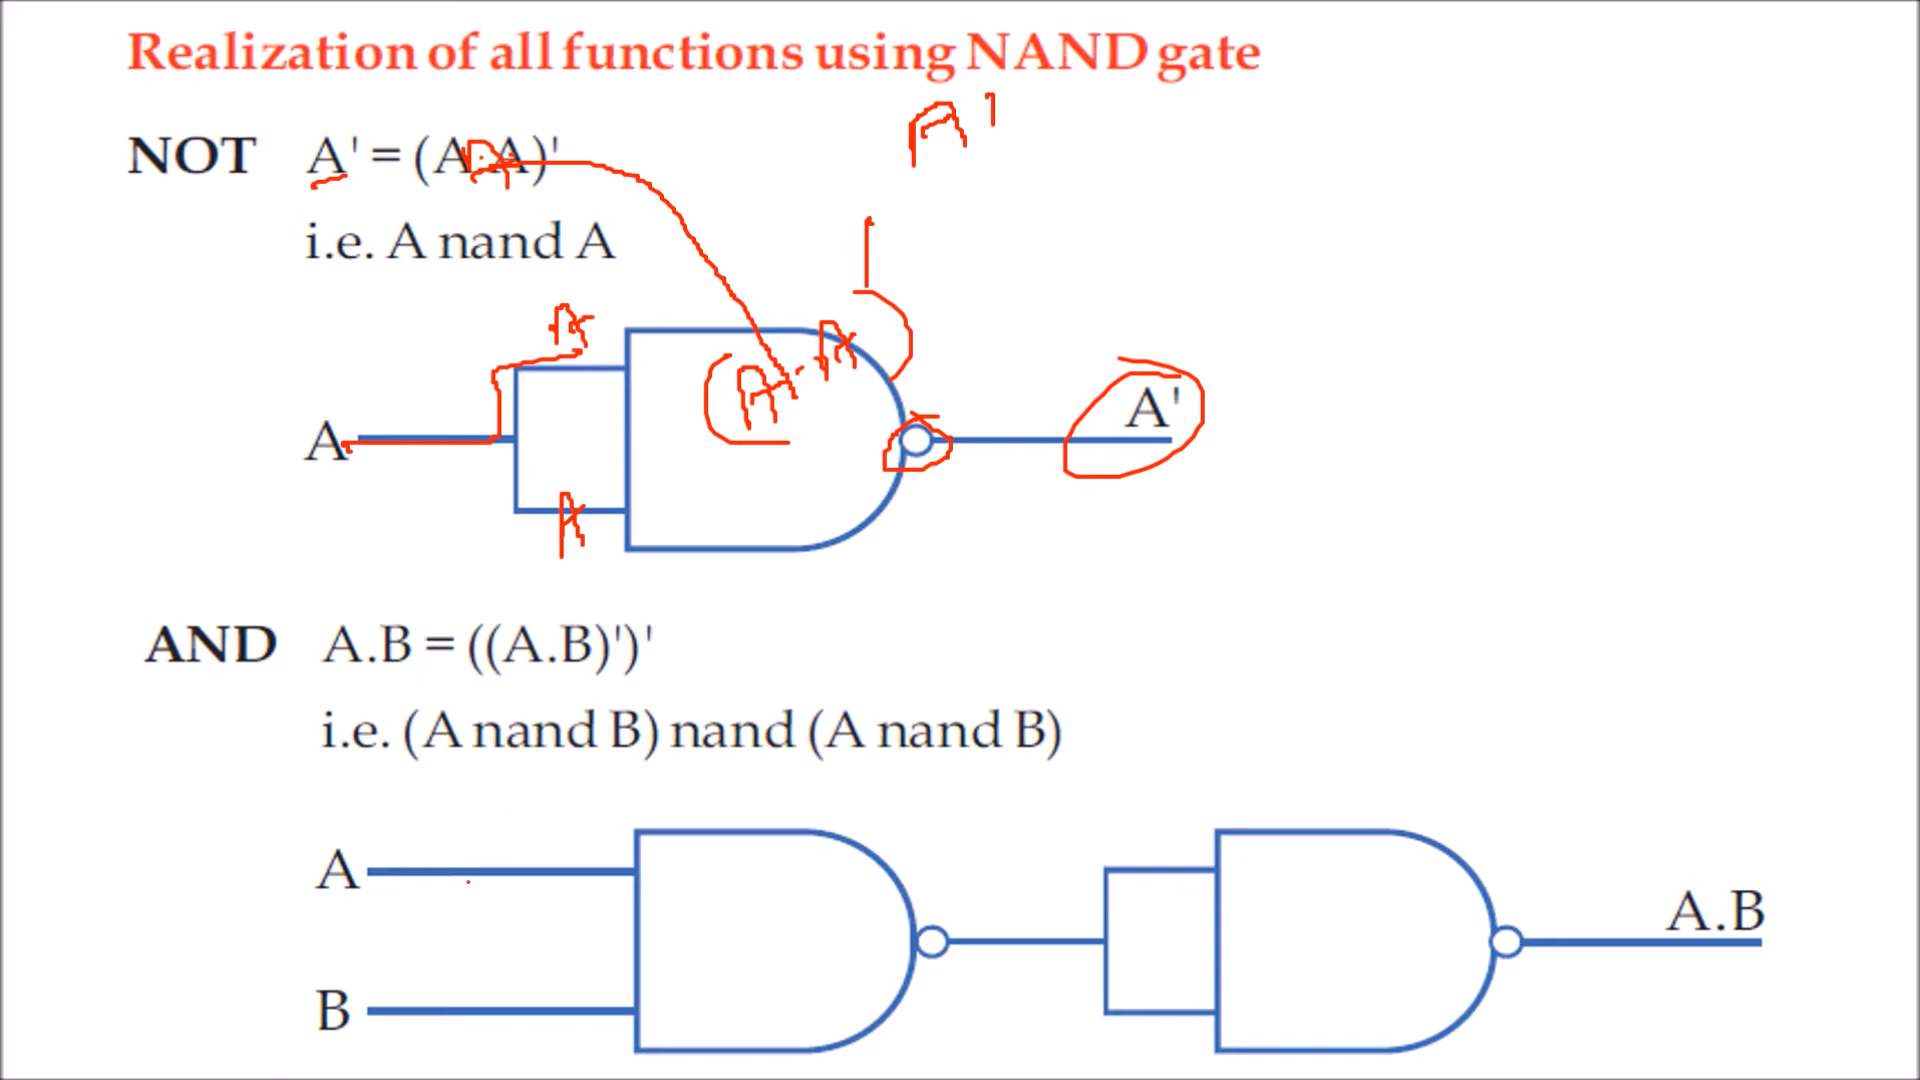 Realization of all functions using NAND gate
A'
NOT A' = (A.A)'
i.e. A nand A
A
A
(A.A)'
A
A'
A
AND A.B = ((A.B)')'
i.e. (A nand B) nand (A nand B)
A
A.B
B